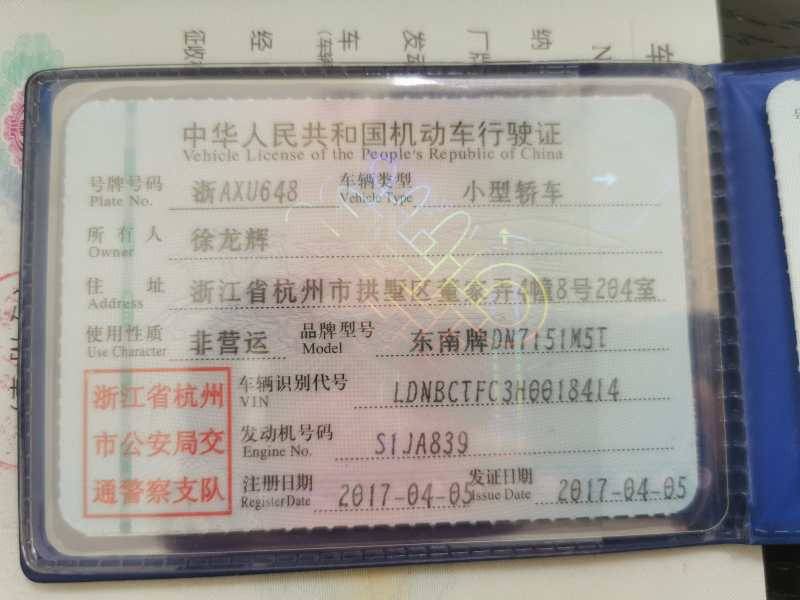 中华人民共和国机动车行驶证
Vehicle License of the People's Republic of China
号牌号码 浙AXU648 车辆类型 小型轿车
Plate No. Vehicle Type
所有人 徐龙辉
Owner
住址 浙江省杭州市拱墅区董家弄4幢8号204室
Address
使用性质 非营运 品牌型号 东南牌DN7151M5T
Use Character Model
浙江省杭州
市公安局交
通警察支队
车辆识别代号 LDNBCTFC3H0018414
VIN
发动机号码 S1JA839
Engine No.
注册日期 2017-04-05 发证日期 2017-04-05
Register Date Issue Date